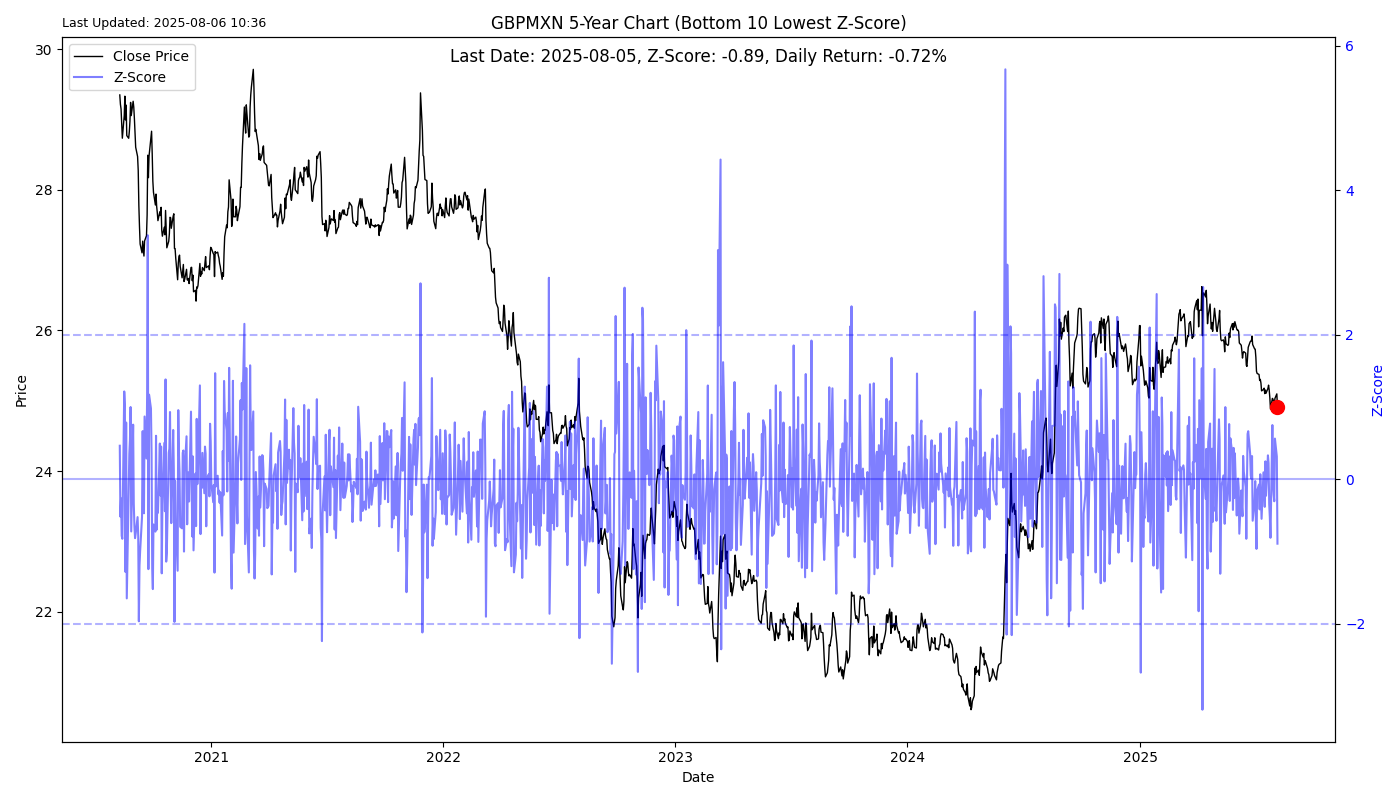 Last Updated: 2025-08-06 10:36
GBPMXN 5-Year Chart (Bottom 10 Lowest Z-Score)
Last Date: 2025-08-05, Z-Score: -0.89, Daily Return: -0.72%
Close Price
Z-Score
30
28
26
24
22
Price
6
4
2
0
−2
Z-Score
2021
2022
2023
2024
2025
Date